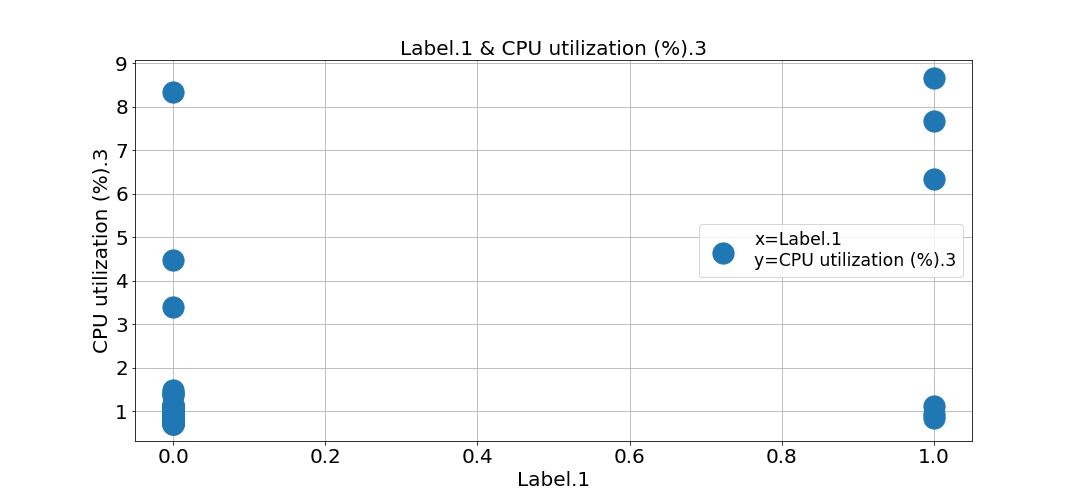 Label.1 & CPU utilization (%).3
CPU utilization (%).3
9
8
7
6
5
4
3
2
1
x=Label.1
y=CPU utilization (%).3
0.0 0.2 0.4 0.6 0.8 1.0
Label.1